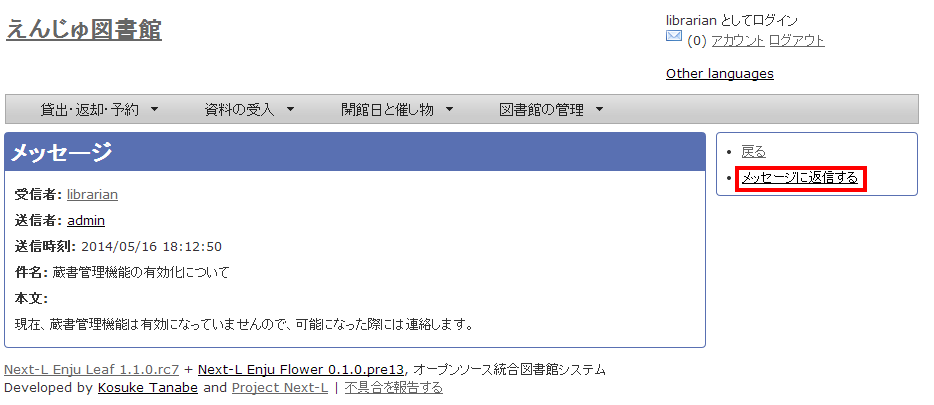 えんじゅ図書館
librarian としてログイン
(0) アカウント ログアウト
Other languages
貸出・返却・予約 ▼ 資料の受入 ▼ 開館日と催し物 ▼ 図書館の管理 ▼
メッセージ
受信者: librarian
送信者: admin
送信時刻: 2014/05/16 18:12:50
件名: 蔵書管理機能の有効化について
本文:
現在、蔵書管理機能は有効になっていませんので、可能になった際には連絡します。
• 戻る
• メッセージに返信する
Next-L Enju Leaf 1.1.0.rc7 + Next-L Enju Flower 0.1.0.pre13, オープンソース統合図書館システム
Developed by Kosuke Tanabe and Project Next-L | 不具合を報告する